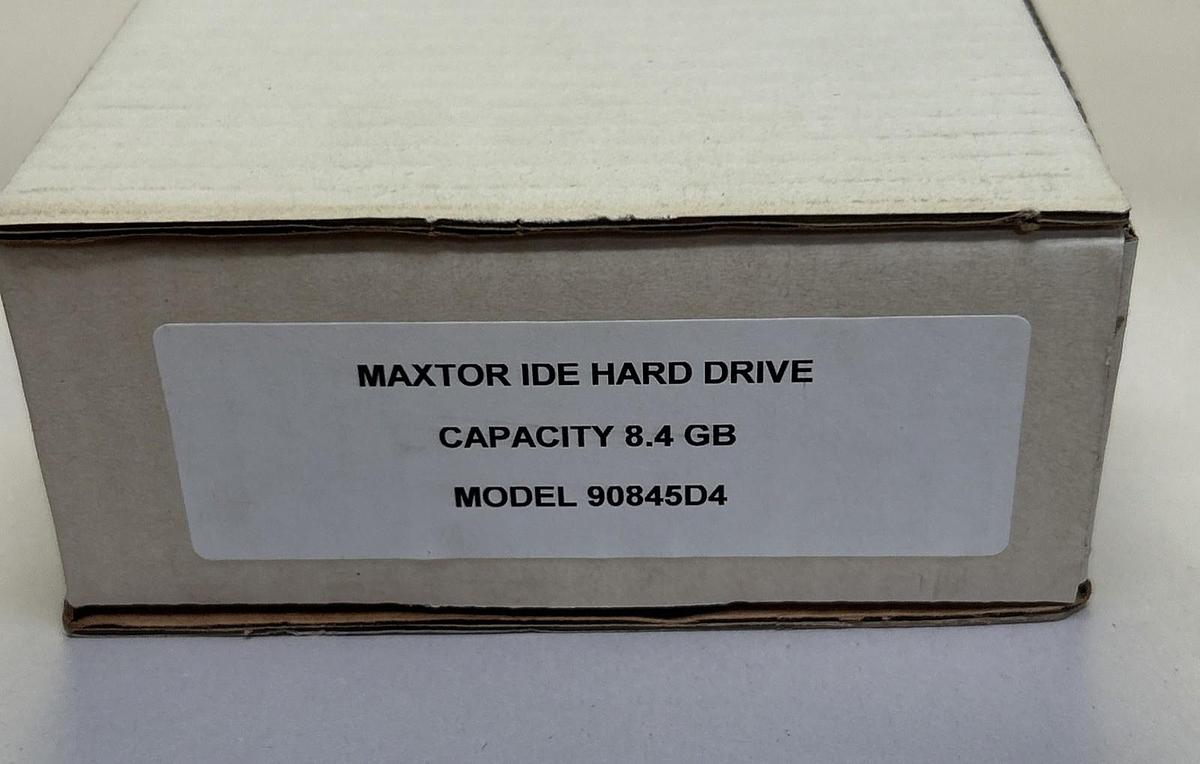 MAXTOR IDE HARD DRIVE
CAPACITY 8.4 GB
MODEL 90845D4